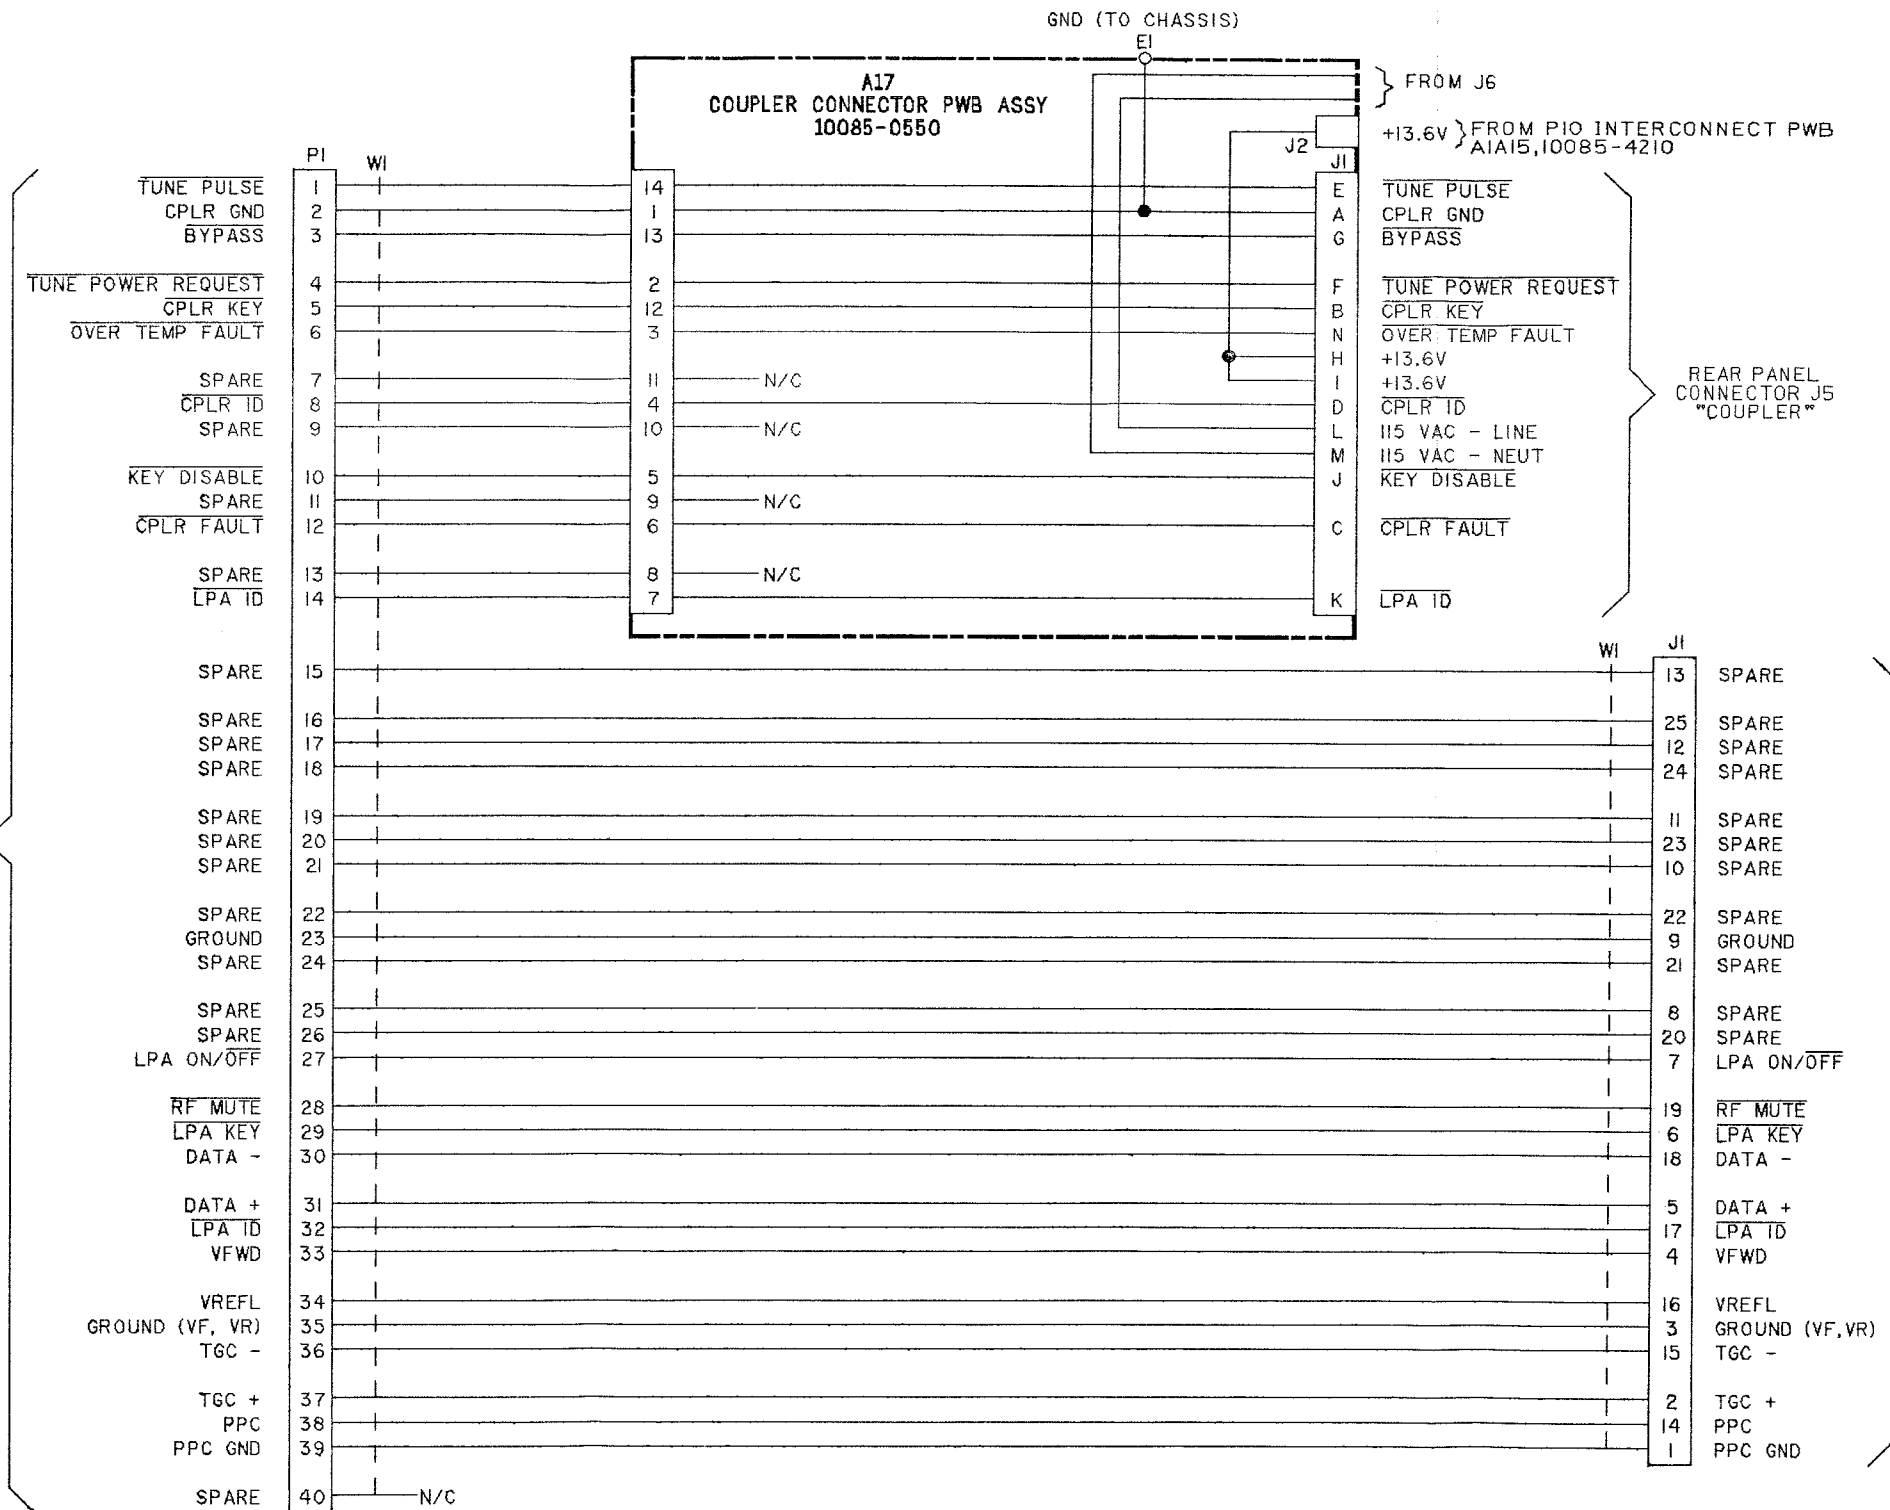 GND (TO CHASSIS)
E1
A17
COUPLER CONNECTOR PWB ASSY
10085-0550
FROM J6
J2
+13.6V } FROM PIO INTERCONNECT PWB
A1A15,10085-4210
P1 W1 J1
TUNE PULSE 1 14 E TUNE PULSE
CPLR GND 2 1 A CPLR GND
BYPASS 3 13 G BYPASS
TUNE POWER REQUEST 4 2 F TUNE POWER REQUEST
CPLR KEY 5 12 B CPLR KEY
OVER TEMP FAULT 6 3 N OVER TEMP FAULT
H +13.6V
SPARE 7 11 N/C I +13.6V
CPLR ID 8 4 D CPLR ID
SPARE 9 10 N/C L 115 VAC - LINE
M 115 VAC - NEUT
KEY DISABLE 10 5 J KEY DISABLE
SPARE 11 9 N/C
CPLR FAULT 12 6 C CPLR FAULT
SPARE 13 8 N/C
LPA ID 14 7 K LPA ID
REAR PANEL
CONNECTOR J5
"COUPLER"
W1 J1
SPARE 15 13 SPARE
SPARE 16 25 SPARE
SPARE 17 12 SPARE
SPARE 18 24 SPARE
SPARE 19 11 SPARE
SPARE 20 23 SPARE
SPARE 21 10 SPARE
SPARE 22 22 SPARE
GROUND 23 9 GROUND
SPARE 24 21 SPARE
SPARE 25 8 SPARE
SPARE 26 20 SPARE
LPA ON/OFF 27 7 LPA ON/OFF
RF MUTE 28 19 RF MUTE
LPA KEY 29 6 LPA KEY
DATA - 30 18 DATA -
DATA + 31 5 DATA +
LPA ID 32 17 LPA ID
VFWD 33 4 VFWD
VREFL 34 16 VREFL
GROUND (VF, VR) 35 3 GROUND (VF,VR)
TGC - 36 15 TGC -
TGC + 37 2 TGC +
PPC 38 14 PPC
PPC GND 39 1 PPC GND
SPARE 40 N/C